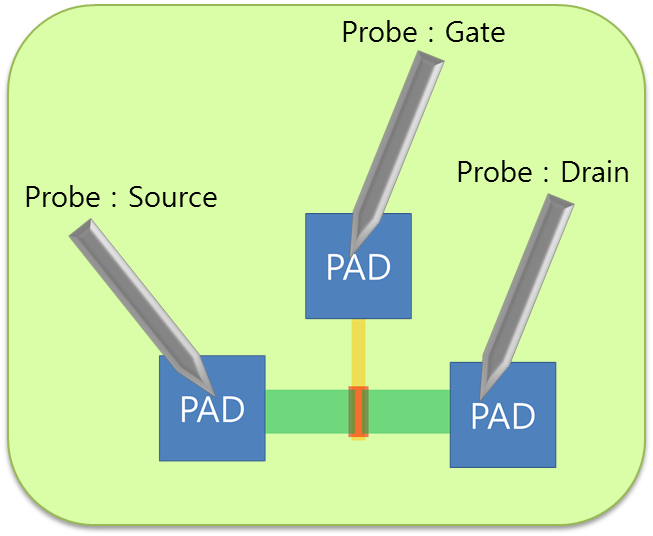 Probe : Gate
Probe : Drain
Probe : Source
PAD
PAD
PAD